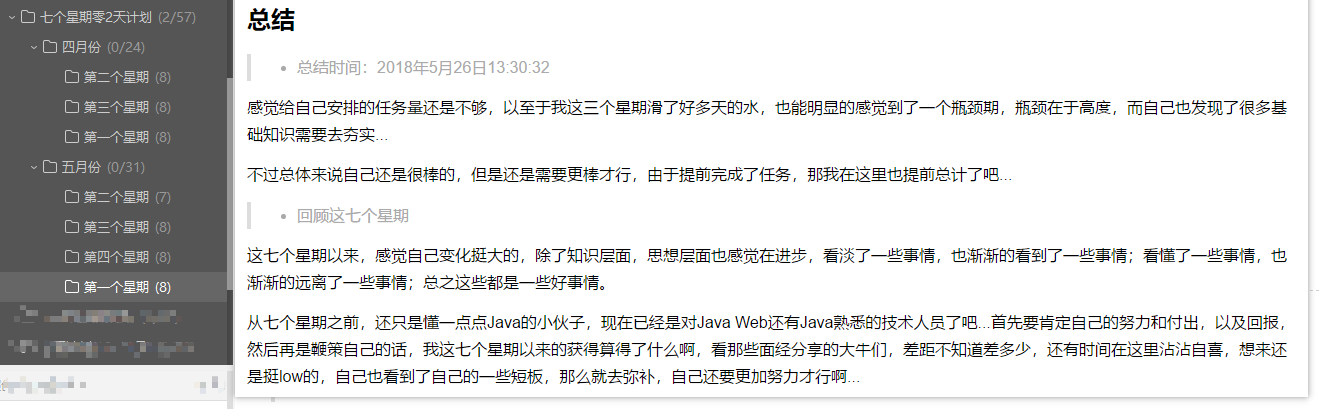 七个星期零2天计划 (2/57)
四月份 (0/24)
第二个星期 (8)
第三个星期 (8)
第一个星期 (8)
五月份 (0/31)
第二个星期 (7)
第三个星期 (8)
第四个星期 (8)
第一个星期 (8)
总结
总结时间：2018年5月26日13:30:32
感觉给自己安排的任务量还是不够，以至于我这三个星期滑了好多天的水，也能明显的感觉到了一个瓶颈期，瓶颈在于高度，而自己也发现了很多基
础知识需要去夯实...
不过总体来说自己还是很棒的，但是还是需要更棒才行，由于提前完成了任务，那我在这里也提前总计了吧...
回顾这七个星期
这七个星期以来，感觉自己变化挺大的，除了知识层面，思想层面也感觉在进步，看淡了一些事情，也渐渐的看到了一些事情；看懂了一些事情，也
渐渐的远离了一些事情；总之这些都是一些好事情。
从七个星期之前，还只是懂一点点Java的小伙子，现在已经是对Java Web还有Java熟悉的技术人员了吧...首先要肯定自己的努力和付出，以及回报，
然后再是鞭策自己的话，我这七个星期以来的获得算得了什么啊，看那些面经分享的大牛们，差距不知道差多少，还有时间在这里沾沾自喜，想来还
是挺low的，自己也看到了自己的一些短板，那么就去弥补，自己还要更加努力才行啊...